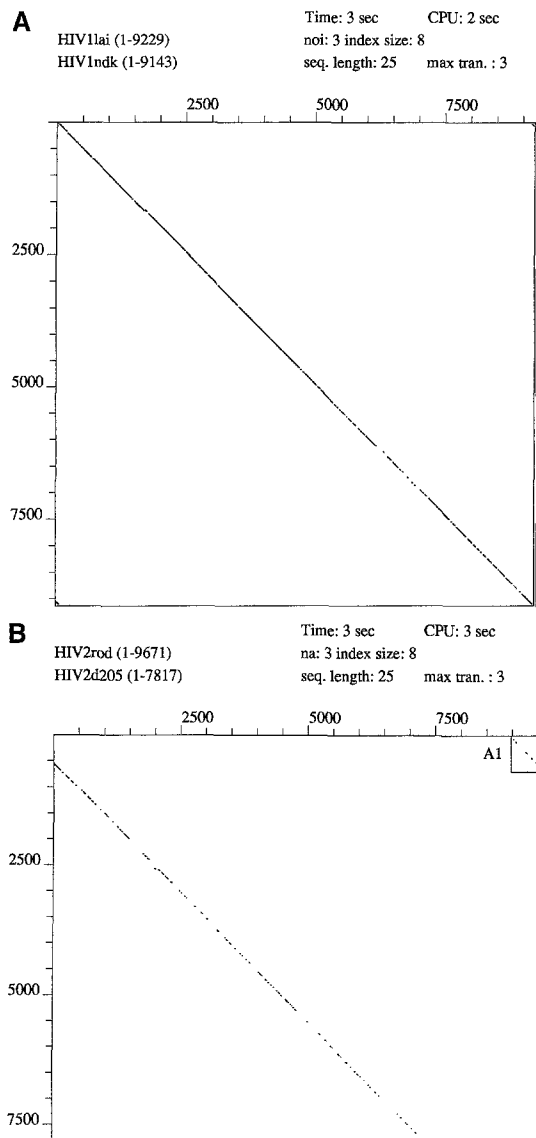 A
Time: 3 sec CPU: 2 sec
HIV1lai (1-9229) noi: 3 index size: 8
HIV1ndk (1-9143) seq. length: 25 max tran. : 3
2500 5000 7500
2500
5000
7500
B
Time: 3 sec CPU: 3 sec
HIV2rod (1-9671) na: 3 index size: 8
HIV2d205 (1-7817) seq. length: 25 max tran. : 3
2500 5000 7500
A1
2500
5000
7500